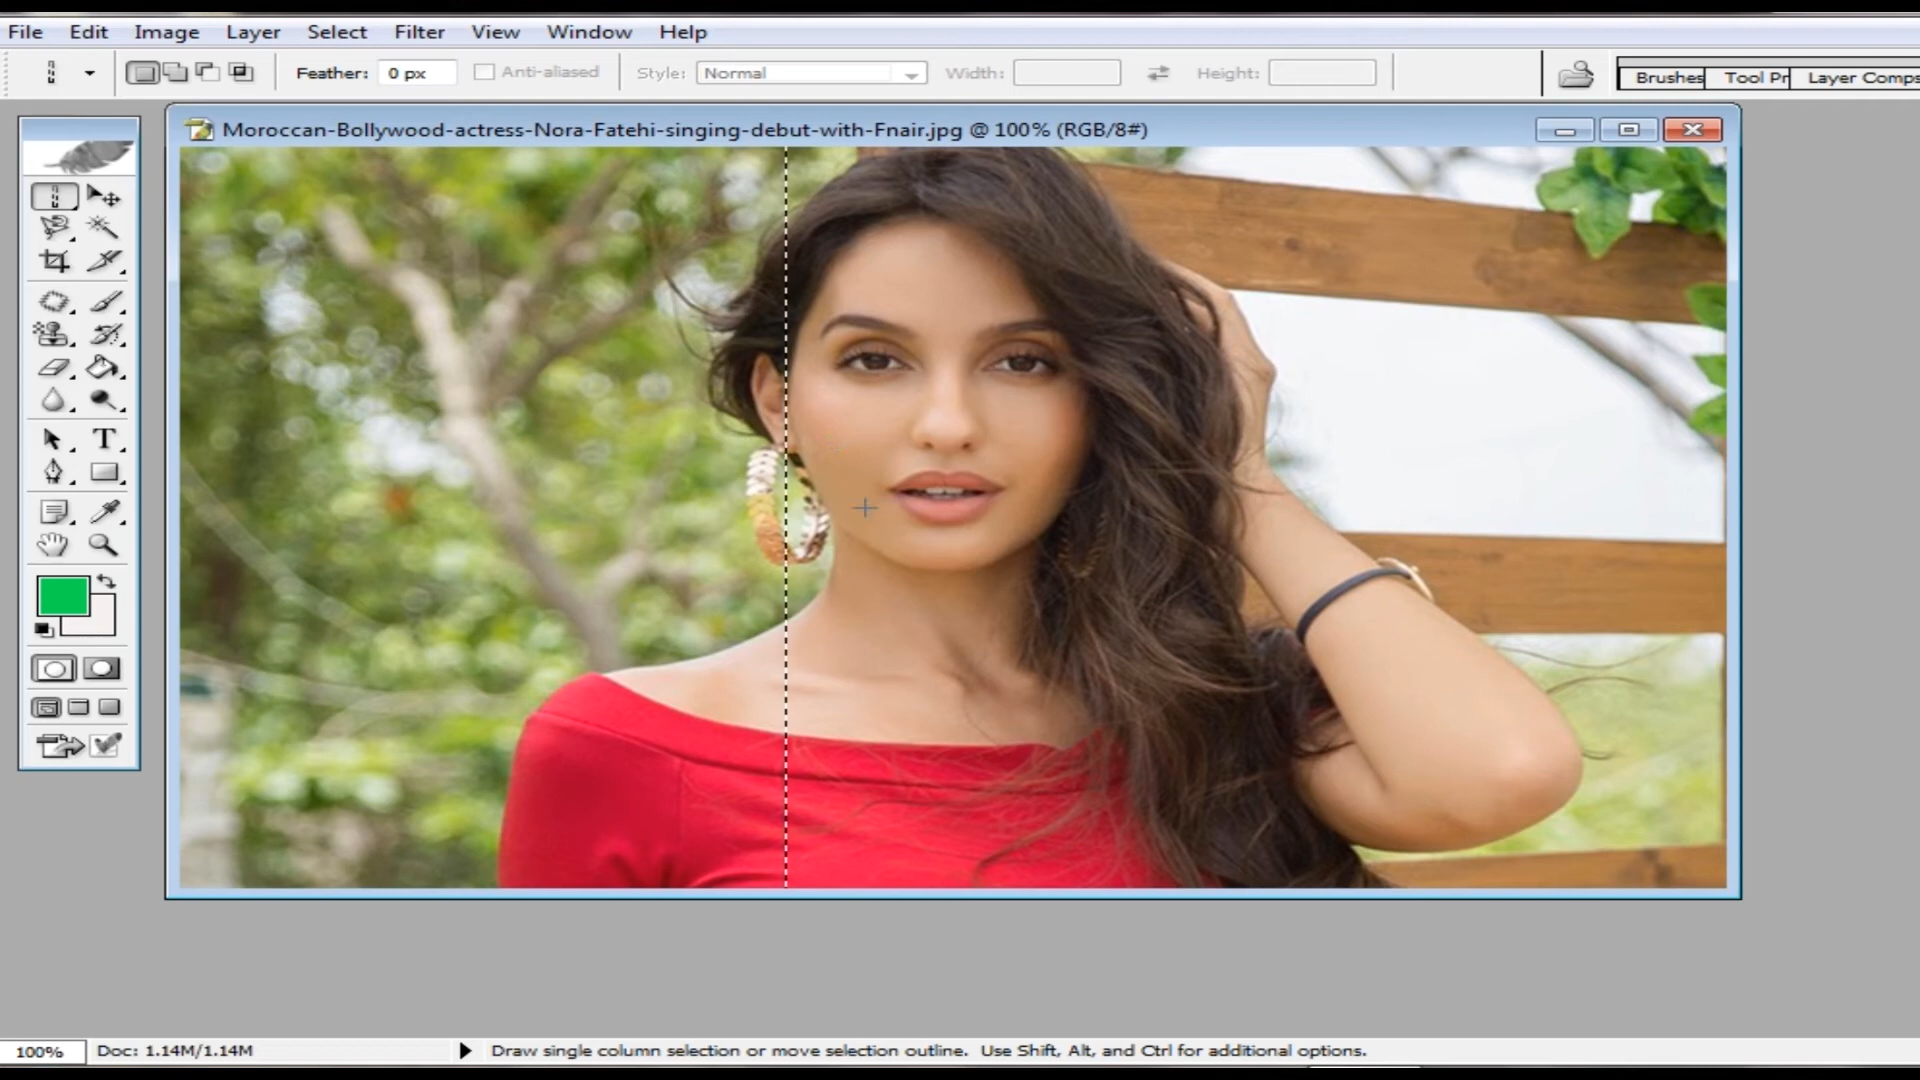 File Edit Image Layer Select Filter View Window Help
Feather: 0 px Anti-aliased Style: Normal Width: Height: Brushes Tool Pr Layer Comps
Moroccan-Bollywood-actress-Nora-Fatehi-singing-debut-with-Fnair.jpg @ 100% (RGB/8#)
T
100% Doc: 1.14M/1.14M Draw single column selection or move selection outline. Use Shift, Alt, and Ctrl for additional options.